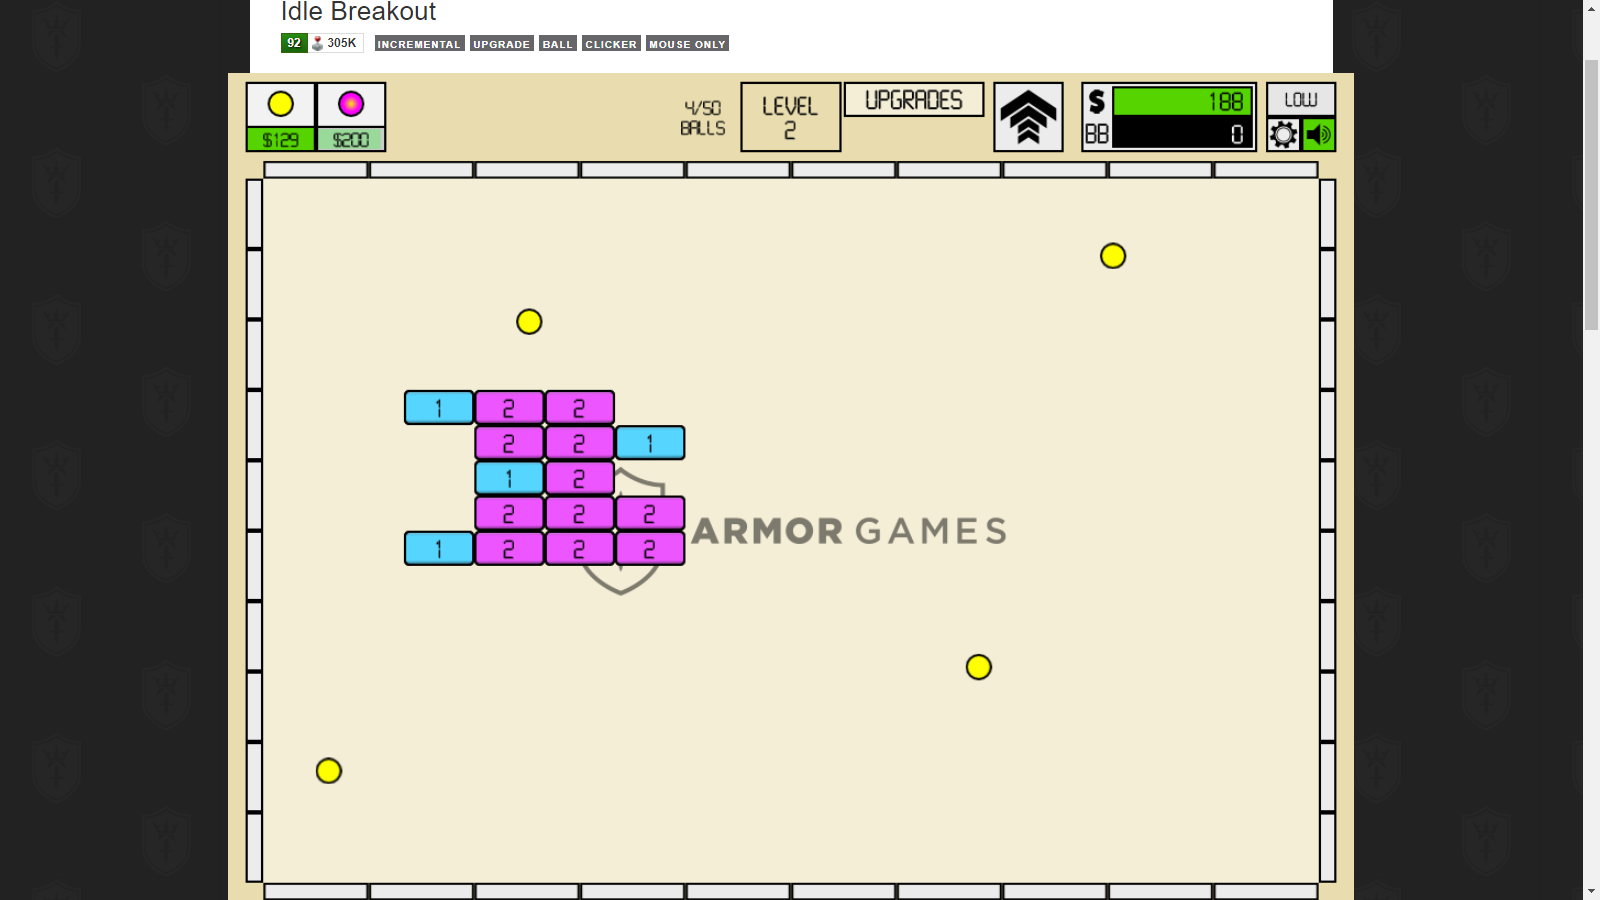 Idle Breakout
92 305K INCREMENTAL UPGRADE BALL CLICKER MOUSE ONLY
$129 $200
4/50
BALLS
LEVEL
2
UPGRADES
$ 188
BB 0
LOW
1 2 2
2 2 1
1 2
2 2 2
1 2 2 2
ARMOR GAMES